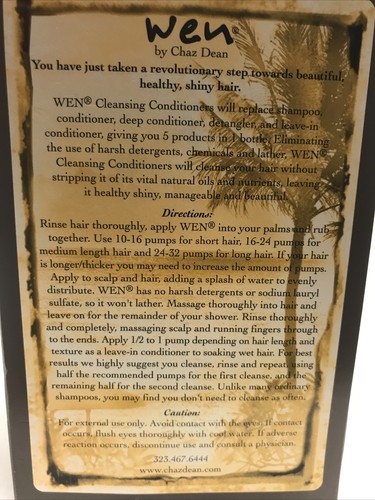 wen®
by Chaz Dean
You have just taken a revolutionary step towards beautiful,
healthy, shiny hair.
WEN® Cleansing Conditioners will replace shampoo,
conditioner, deep conditioner, detangler, and leave-in
conditioner, giving you 5 products in 1 bottle. Eliminating
the use of harsh detergents, chemicals and lather. WEN®
Cleansing Conditioners will cleanse your hair without
stripping it of its vital natural oils and nutrients, leaving
it healthy shiny, manageable and beautiful.
Directions:
Rinse hair thoroughly, apply WEN® into your palms and rub
together. Use 10-16 pumps for short hair, 16-24 pumps for
medium length hair and 24-32 pumps for long hair. If your hair
is longer/thicker you may need to increase the amount of pumps.
Apply to scalp and hair, adding a splash of water to evenly
distribute. WEN® has no harsh detergents or sodium lauryl
sulfate, so it won't lather. Massage thoroughly into hair and
leave on for the remainder of your shower. Rinse thoroughly
and completely, massaging scalp and running fingers through
to the ends. Apply 1/2 to 1 pump depending on hair length and
texture as a leave-in conditioner to soaking wet hair. For best
results we highly suggest you cleanse, rinse and repeat using
half the recommended pumps for the first cleanse, and the
remaining half for the second cleanse. Unlike many ordinary
shampoos, you may find you don't need to cleanse as often.
Caution:
For external use only. Avoid contact with the eyes. If contact
occurs, flush eyes thoroughly with cool water. If adverse
reaction occurs, discontinue use and consult a physician.
323.467.6444
www.chazdean.com